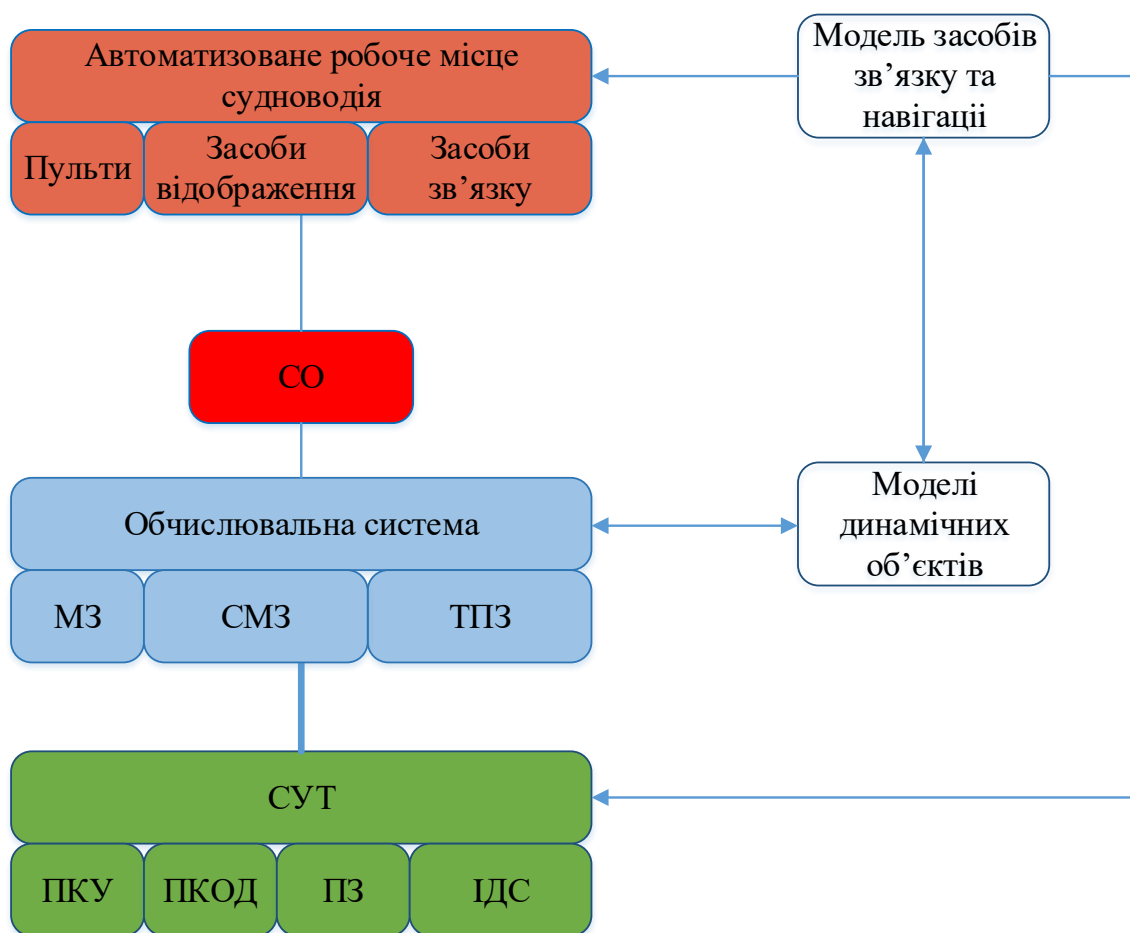 Автоматизоване робоче місце
судноводія
Пульти
Засоби
відображення
Засоби
зв’язку
Модель засобів
зв’язку та
навігаціі
СО
Обчислювальна система
МЗ
СМЗ
ТПЗ
Моделі
динамічних
об’єктів
СУТ
ПКУ
ПКОД
ПЗ
ІДС